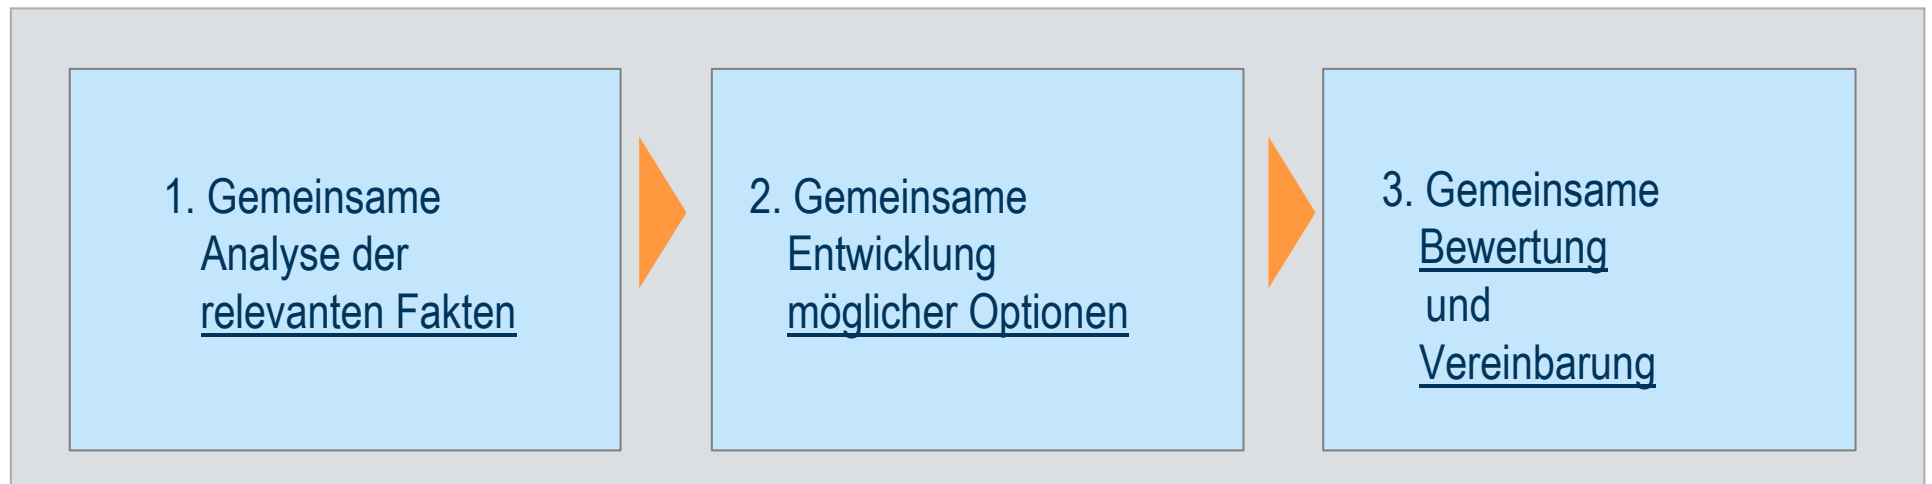 1. Gemeinsame
Analyse der
relevanten Fakten
2. Gemeinsame
Entwicklung
möglicher Optionen
3. Gemeinsame
Bewertung
und
Vereinbarung